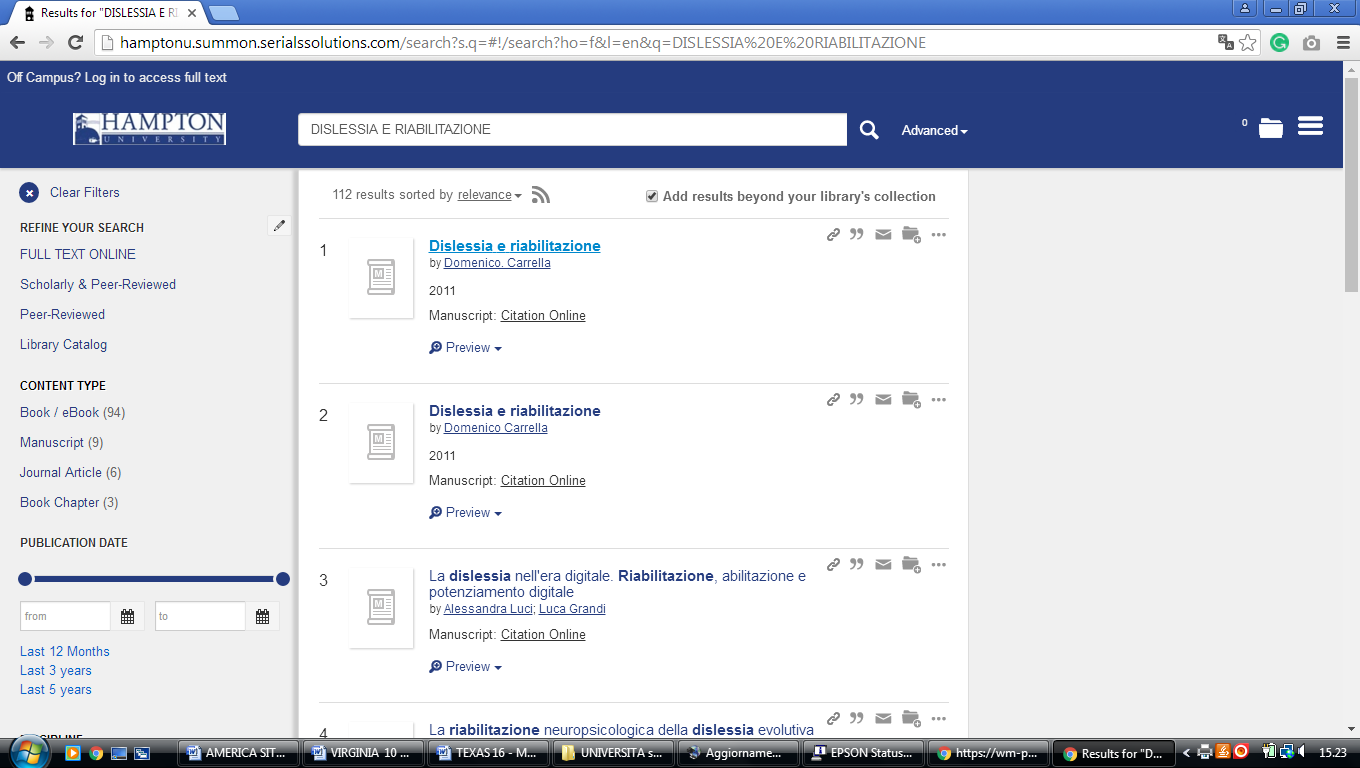 Results for "DISLESSIA E RI
hamptonu.summon.serialssolutions.com/search?s.q=#!/search?ho=f&l=en&q=DISLESSIA%20E%20RIABILITAZIONE
Off Campus? Log in to access full text
HAMPTON
UNIVERSITY
DISLESSIA E RIABILITAZIONE
Advanced
0
Clear Filters
REFINE YOUR SEARCH
FULL TEXT ONLINE
Scholarly & Peer-Reviewed
Peer-Reviewed
Library Catalog
CONTENT TYPE
Book / eBook (94)
Manuscript (9)
Journal Article (6)
Book Chapter (3)
PUBLICATION DATE
from
to
Last 12 Months
Last 3 years
Last 5 years
DISCIPLINE
112 results sorted by relevance
Add results beyond your library's collection
1
Dislessia e riabilitazione
by Domenico. Carrella
2011
Manuscript: Citation Online
Preview
2
Dislessia e riabilitazione
by Domenico Carrella
2011
Manuscript: Citation Online
Preview
3
La dislessia nell'era digitale. Riabilitazione, abilitazione e
potenziamento digitale
by Alessandra Luci; Luca Grandi
Manuscript: Citation Online
Preview
4
La riabilitazione neuropsicologica della dislessia evolutiva
AMERICA SIT...
VIRGINIA 10 ...
TEXAS 16 - M...
UNIVERSITA s...
Aggiorname...
EPSON Status...
https://wm-p...
Results for "D...
15.23